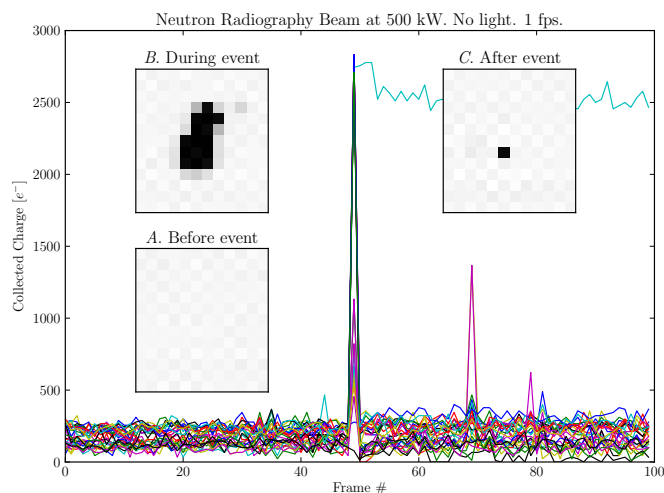 Neutron Radiography Beam at 500 kW. No light. 1 fps.
3000
B. During event
C. After event
2500
2000
A. Before event
1500
1000
500
0
Collected Charge [e⁻]
0 20 40 60 80 100
Frame #